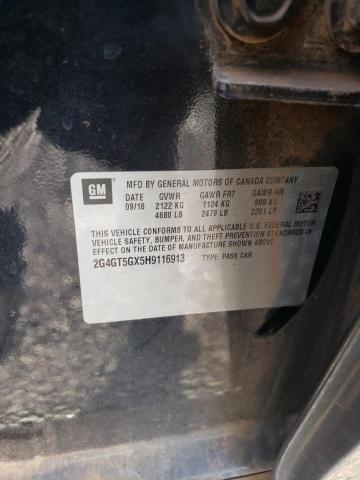 GM
MFD BY GENERAL MOTORS OF CANADA COMPANY
DATE GVWR GAWR FRT GAWR RR
09/16 2122 KG 1124 KG 998 KG
4680 LB 2479 LB 2201 LB
THIS VEHICLE CONFORMS TO ALL APPLICABLE U.S. FEDERAL MOTOR
VEHICLE SAFETY, BUMPER, AND THEFT PREVENTION STANDARDS IN
EFFECT ON THE DATE OF MANUFACTURE SHOWN ABOVE.
2G4GT5GX5H9116913 TYPE: PASS CAR